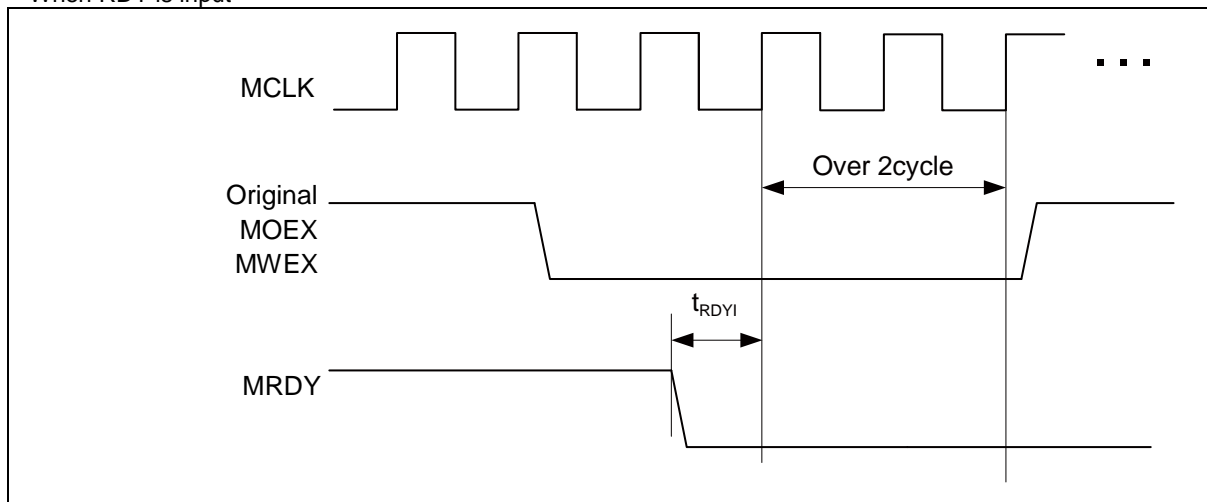 When RDY is input
MCLK
...
Over 2cycle
Original
MOEX
MWEX
tRDYI
MRDY